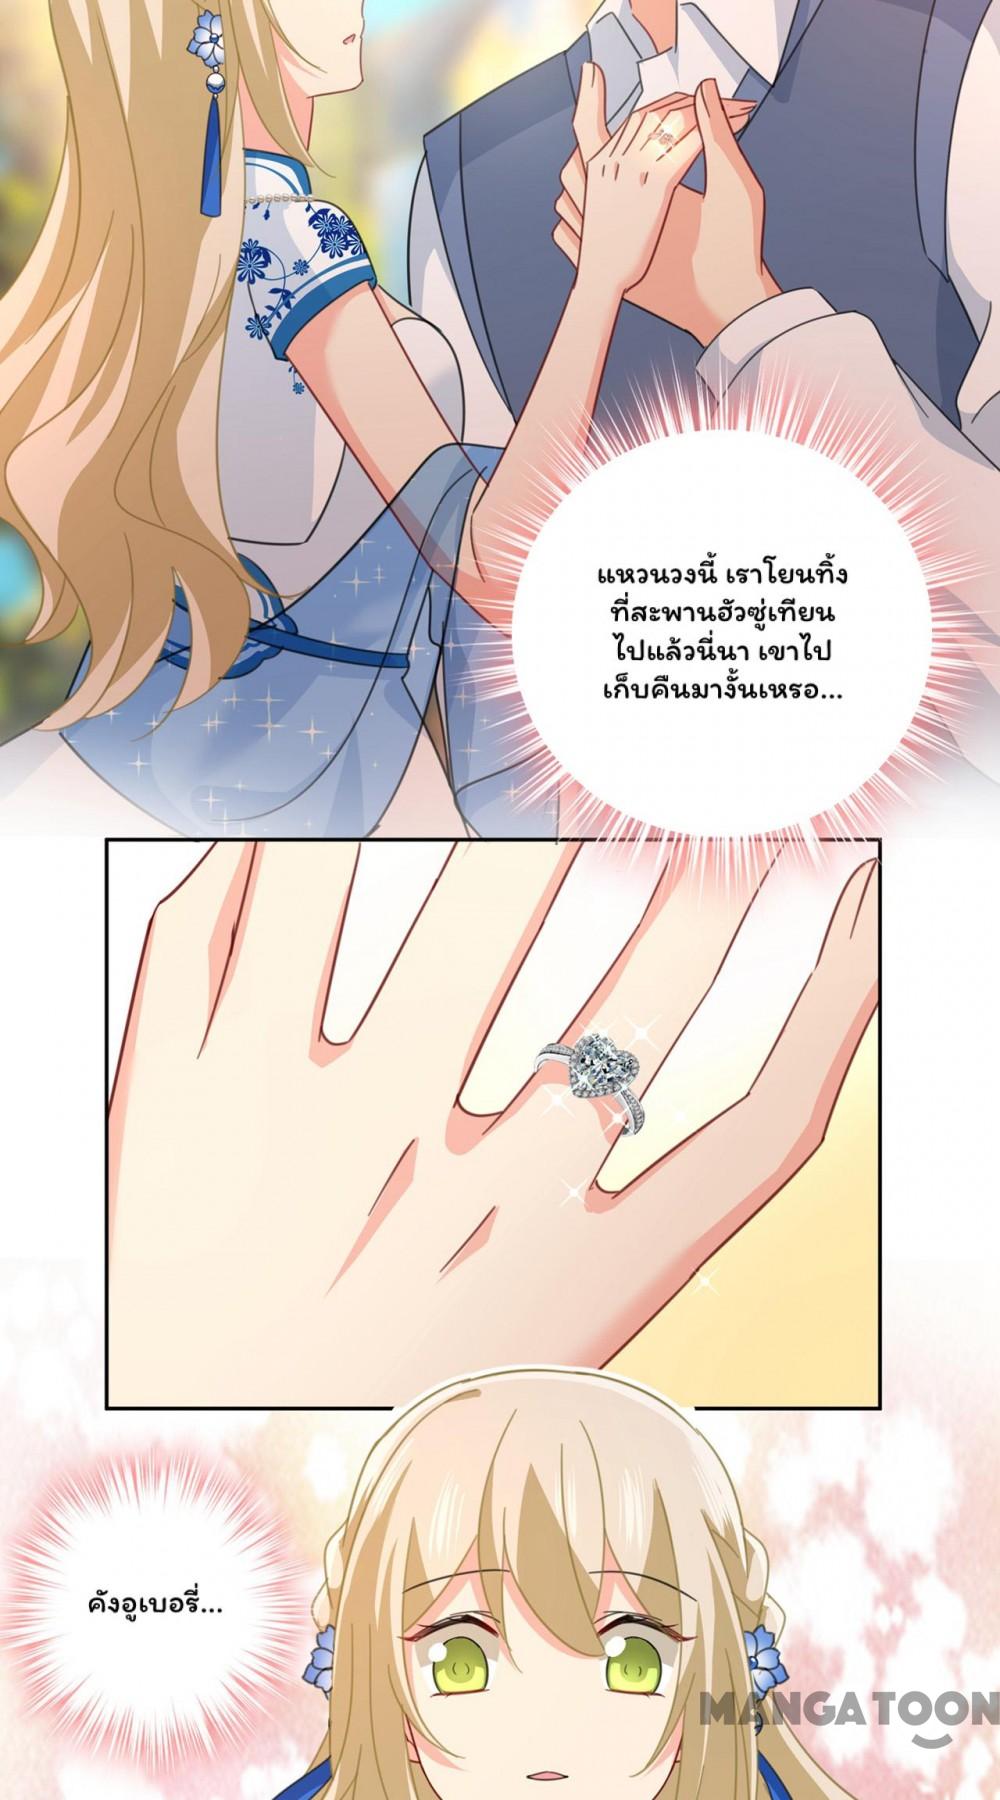 แหวนวงนี้ เราโยนทิ้ง
ที่สะพานฮัวซู่เทียน
ไปแล้วนี่นา เขาไป
เก็บคืนมางั้นเหรอ...
คังอูเบอรี่...
MANGATOON